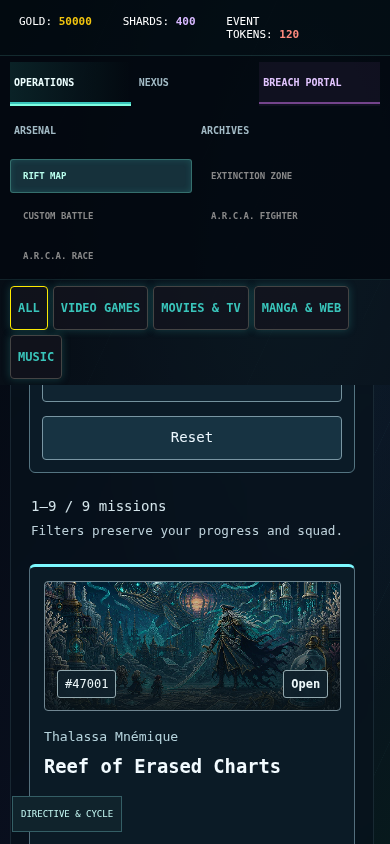 GOLD: 50000 SHARDS: 400 EVENT
TOKENS: 120
OPERATIONS NEXUS BREACH PORTAL
ARSENAL ARCHIVES
RIFT MAP EXTINCTION ZONE
CUSTOM BATTLE A.R.C.A. FIGHTER
A.R.C.A. RACE
ALL VIDEO GAMES MOVIES & TV MANGA & WEB
MUSIC
Reset
1–9 / 9 missions
Filters preserve your progress and squad.
#47001 Open
Thalassa Mnémique
Reef of Erased Charts
DIRECTIVE & CYCLE